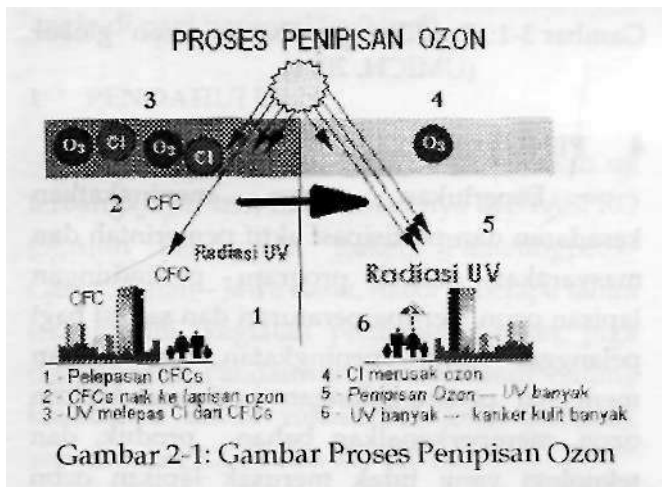 PROSES PENIPISAN OZON
3 4
O3 Cl O3 Cl O3
2 CFC
5
Radiasi UV
CFC
Radiasi UV
CFC
1
6
1 - Pelepasan CFCs
2 - CFCs naik ke lapisan ozon
3 - UV melepas Cl dari CFCs
4 - Cl merusak ozon
5 - Penipisan Ozon --- UV banyak
6 - UV banyak --- kanker kulit banyak
Gambar 2-1: Gambar Proses Penipisan Ozon